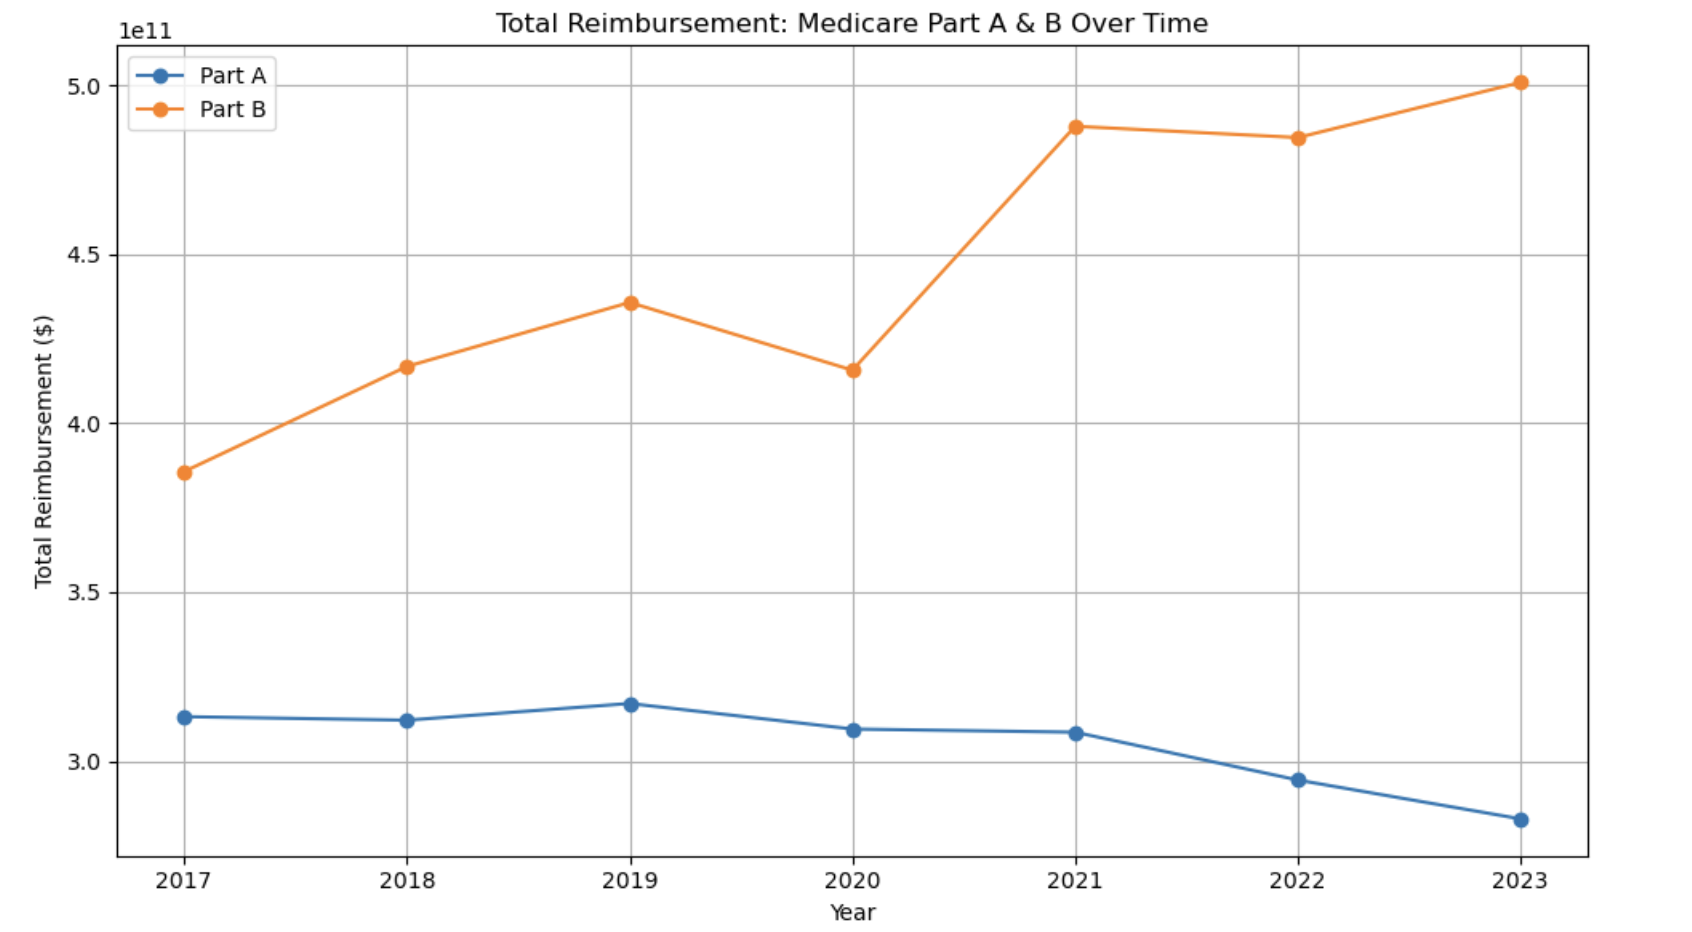 Total Reimbursement: Medicare Part A & B Over Time
1e11
Part A
Part B
5.0
4.5
4.0
3.5
3.0
Total Reimbursement ($)
2017 2018 2019 2020 2021 2022 2023
Year